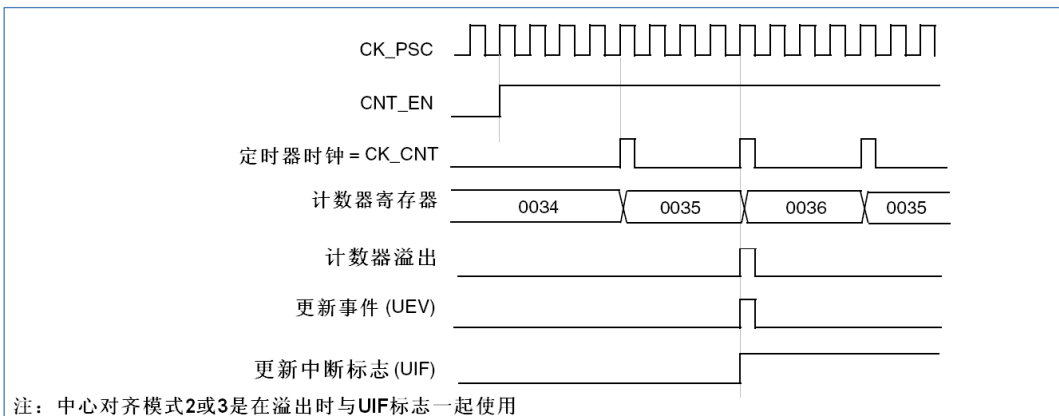 CK_PSC
CNT_EN
定时器时钟 = CK_CNT
计数器寄存器
0034 0035 0036 0035
计数器溢出
更新事件 (UEV)
更新中断标志 (UIF)
注：中心对齐模式2或3是在溢出时与UIF标志一起使用